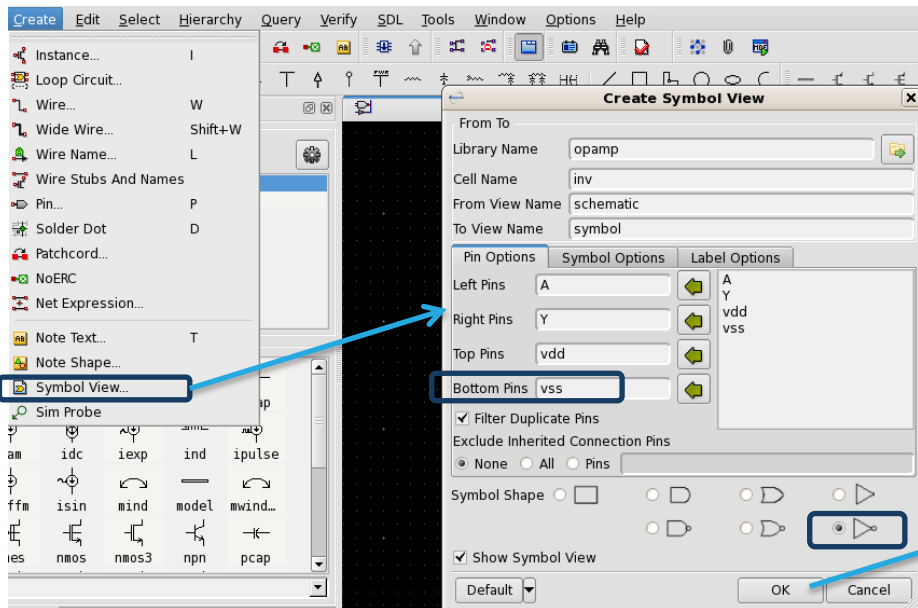 Create Edit Select Hierarchy Query Verify SDL Tools Window Options Help
Instance... I
Loop Circuit...
Wire... W
Wide Wire... Shift+W
Wire Name... L
Wire Stubs And Names
Pin... P
Solder Dot D
Patchcord...
NoERC
Net Expression...
Note Text... T
Note Shape...
Symbol View...
Sim Probe
idc iexp ind ipulse
isin mind model mwind...
nmos nmos3 npn pcap
Create Symbol View
From To
Library Name opamp
Cell Name inv
From View Name schematic
To View Name symbol
Pin Options Symbol Options Label Options
Left Pins A
Right Pins Y
Top Pins vdd
Bottom Pins vss
A
Y
vdd
vss
Filter Duplicate Pins
Exclude Inherited Connection Pins
None All Pins
Symbol Shape
Show Symbol View
Default OK Cancel